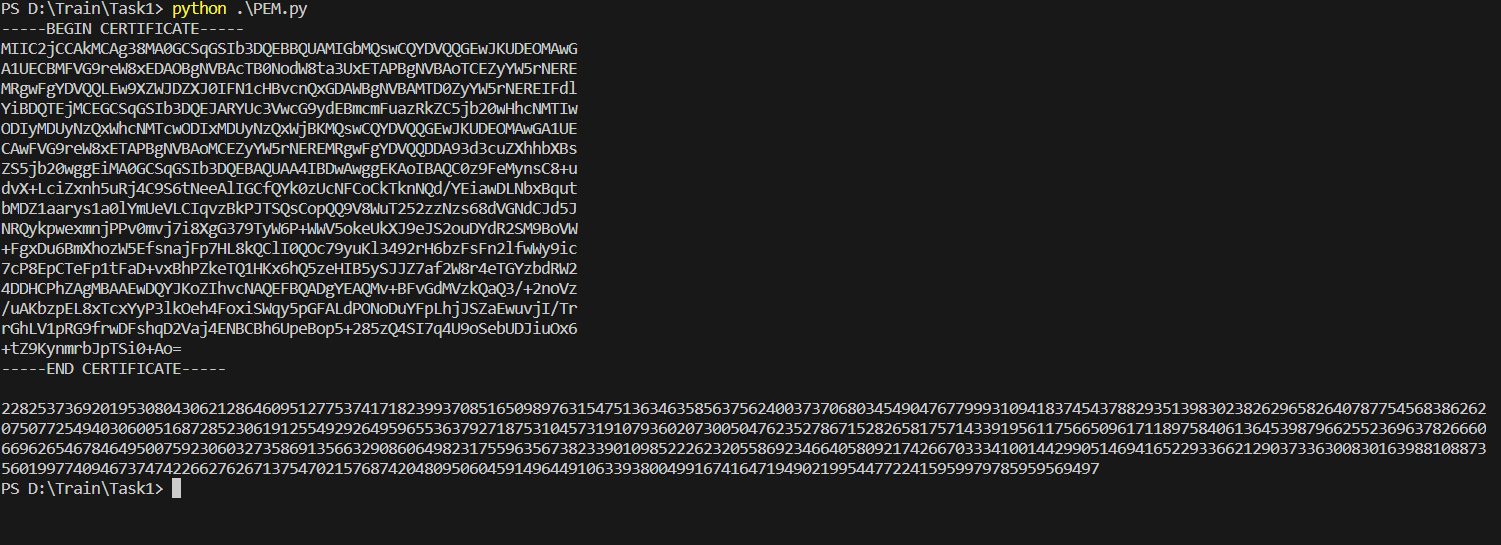 PS D:\Train\Task1> python .\PEM.py
-----BEGIN CERTIFICATE-----
MIIC2jCCAkMCAg38MA0GCSqGSIb3DQEBBQUAMIGbMQswCQYDVQQGEwJKUDEOMAwG
A1UECBMFVG9reW8xEDAOBgNVBAcTB0NodW8ta3UxETAPBgNVBAoTCEZyYW5rNERE
MRgwFgYDVQQLEw9XZWJDZXJ0IFN1cHBvcnQxGDAWBgNVBAMTD0ZyYW5rNEREIFdl
YiBDQTEjMCEGCSqGSIb3DQEJARYUc3VwcG9ydEBmcmFuazRkZC5jb20wHhcNMTIw
ODIyMDUyNzQxWhcNMTcwODIxMDUyNzQxWjBKMQswCQYDVQQGEwJKUDEOMAwGA1UE
CAwFVG9reW8xETAPBgNVBAoMCEZyYW5rNEREMRgwFgYDVQQDDA93d3cuZXhhbXBs
ZS5jb20wggEiMA0GCSqGSIb3DQEBAQUAA4IBDwAwggEKAoIBAQC0z9FeMynsC8+u
dvX+LciZxnh5uRj4C9S6tNeeAlIGCfQYk0zUcNFCoCkTknNQd/YEiawDLNbxBqut
bMDZ1aarys1a0lYmUeVLCIqvzBkPJTSQsCopQQ9V8WuT252zzNzs68dVGNdCJd5J
NRQykpwexmnjPPv0mvj7i8XgG379TyW6P+WWV5okeUkXJ9eJS2ouDYdR2SM9BoVW
+FgxDu6BmXhozW5EfsnajFp7HL8kQClI0QOc79yuKl3492rH6bzFsFn2lfwWy9ic
7cP8EpCTeFp1tFaD+vxBhPZkeTQ1HKx6hQ5zeHIB5ySJJZ7af2W8r4eTGYzbdRW2
4DDHCPhZAgMBAAEwDQYJKoZIhvcNAQEFBQADgYEAQMv+BFvGdMVzkQaQ3/+2noVz
/uAKbzpEL8xTcxYyP3lkOeh4FoxiSWqy5pGFALdPONoDuYFpLhjJSZaEwuvjI/Tr
rGhLV1pRG9frwDFshqD2Vaj4ENBCBh6UpeBop5+285zQ4SI7q4U9oSebUDJiuOx6
+tZ9KynmrbJpTSi0+Ao=
-----END CERTIFICATE-----
22825373692019530804306212864609512775374171823993708516509897631547513634635856375624003737068034549047677999310941837454378829351398302382629658264078775456838626207507725494030600516872852306191255492926495965536379271875310457319107936020730050476235278671528265817571433919561175665096171189758406136453987966255236963782666066962654678464950075923060327358691356632908606498231755963567382339010985222623205586923466405809217426670333410014429905146941652293366212903733630083016398810887356019977409467374742266276267137547021576874204809506045914964491063393800499167416471949021995447722415959979785959569497
PS D:\Train\Task1>